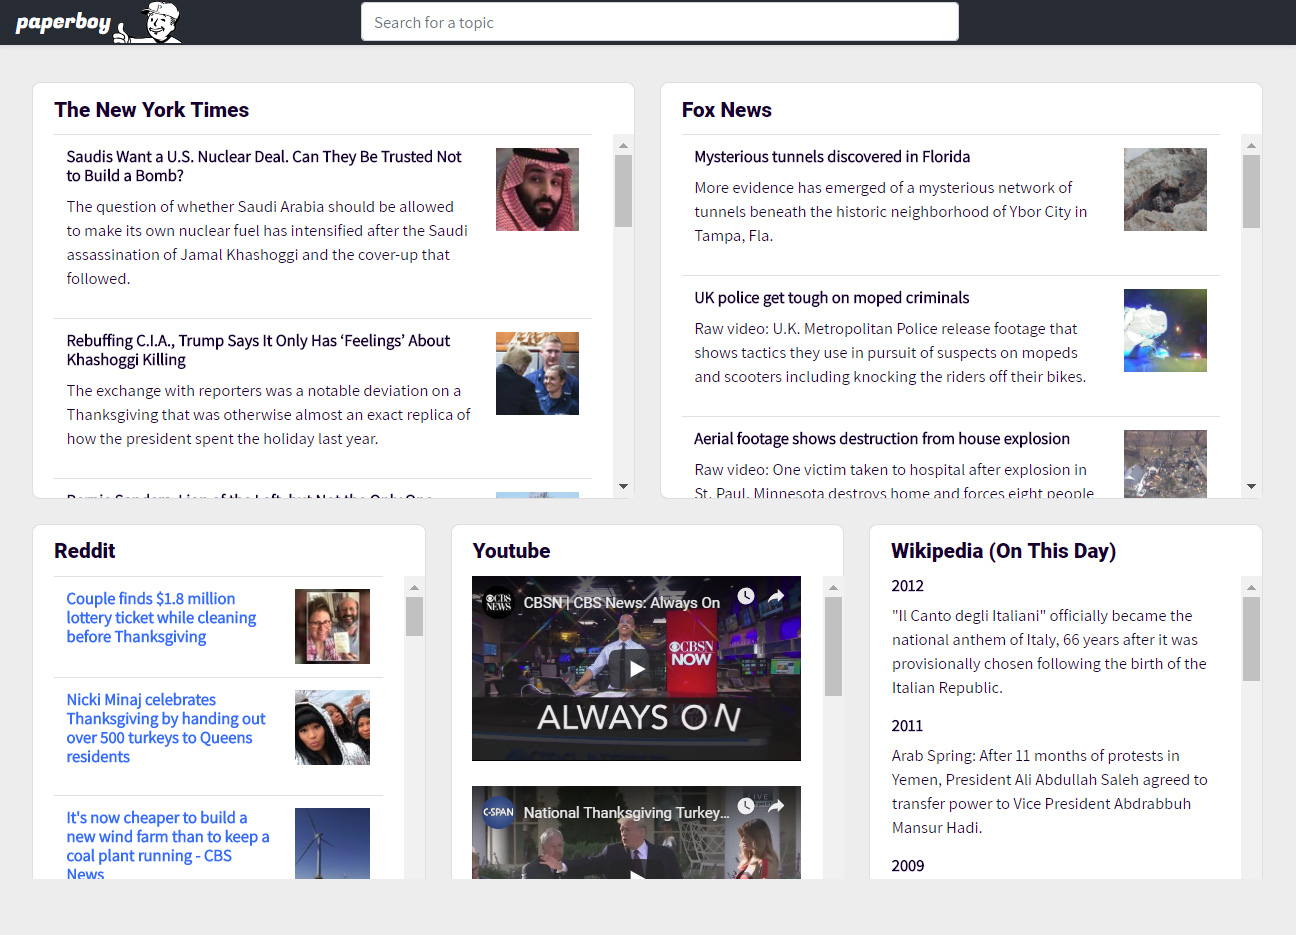 paperboy
Search for a topic
The New York Times
Saudis Want a U.S. Nuclear Deal. Can They Be Trusted Not
to Build a Bomb?
The question of whether Saudi Arabia should be allowed
to make its own nuclear fuel has intensified after the Saudi
assassination of Jamal Khashoggi and the cover-up that
followed.
Rebuffing C.I.A., Trump Says It Only Has ‘Feelings’ About
Khashoggi Killing
The exchange with reporters was a notable deviation on a
Thanksgiving that was otherwise almost an exact replica of
how the president spent the holiday last year.
Bernie Sanders, Lion of the Left, but Not the Only One
Fox News
Mysterious tunnels discovered in Florida
More evidence has emerged of a mysterious network of
tunnels beneath the historic neighborhood of Ybor City in
Tampa, Fla.
UK police get tough on moped criminals
Raw video: U.K. Metropolitan Police release footage that
shows tactics they use in pursuit of suspects on mopeds
and scooters including knocking the riders off their bikes.
Aerial footage shows destruction from house explosion
Raw video: One victim taken to hospital after explosion in
St. Paul, Minnesota destroys home and forces eight people
Reddit
Couple finds $1.8 million
lottery ticket while cleaning
before Thanksgiving
Nicki Minaj celebrates
Thanksgiving by handing out
over 500 turkeys to Queens
residents
It's now cheaper to build a
new wind farm than to keep a
coal plant running - CBS
News
Youtube
CBS NEWS
CBSN | CBS News: Always On
CBSN
NOW
ALWAYS ON
C-SPAN
National Thanksgiving Turkey...
LIVE
Wikipedia (On This Day)
2012
"Il Canto degli Italiani" officially became the
national anthem of Italy, 66 years after it was
provisionally chosen following the birth of the
Italian Republic.
2011
Arab Spring: After 11 months of protests in
Yemen, President Ali Abdullah Saleh agreed to
transfer power to Vice President Abdrabbuh
Mansur Hadi.
2009